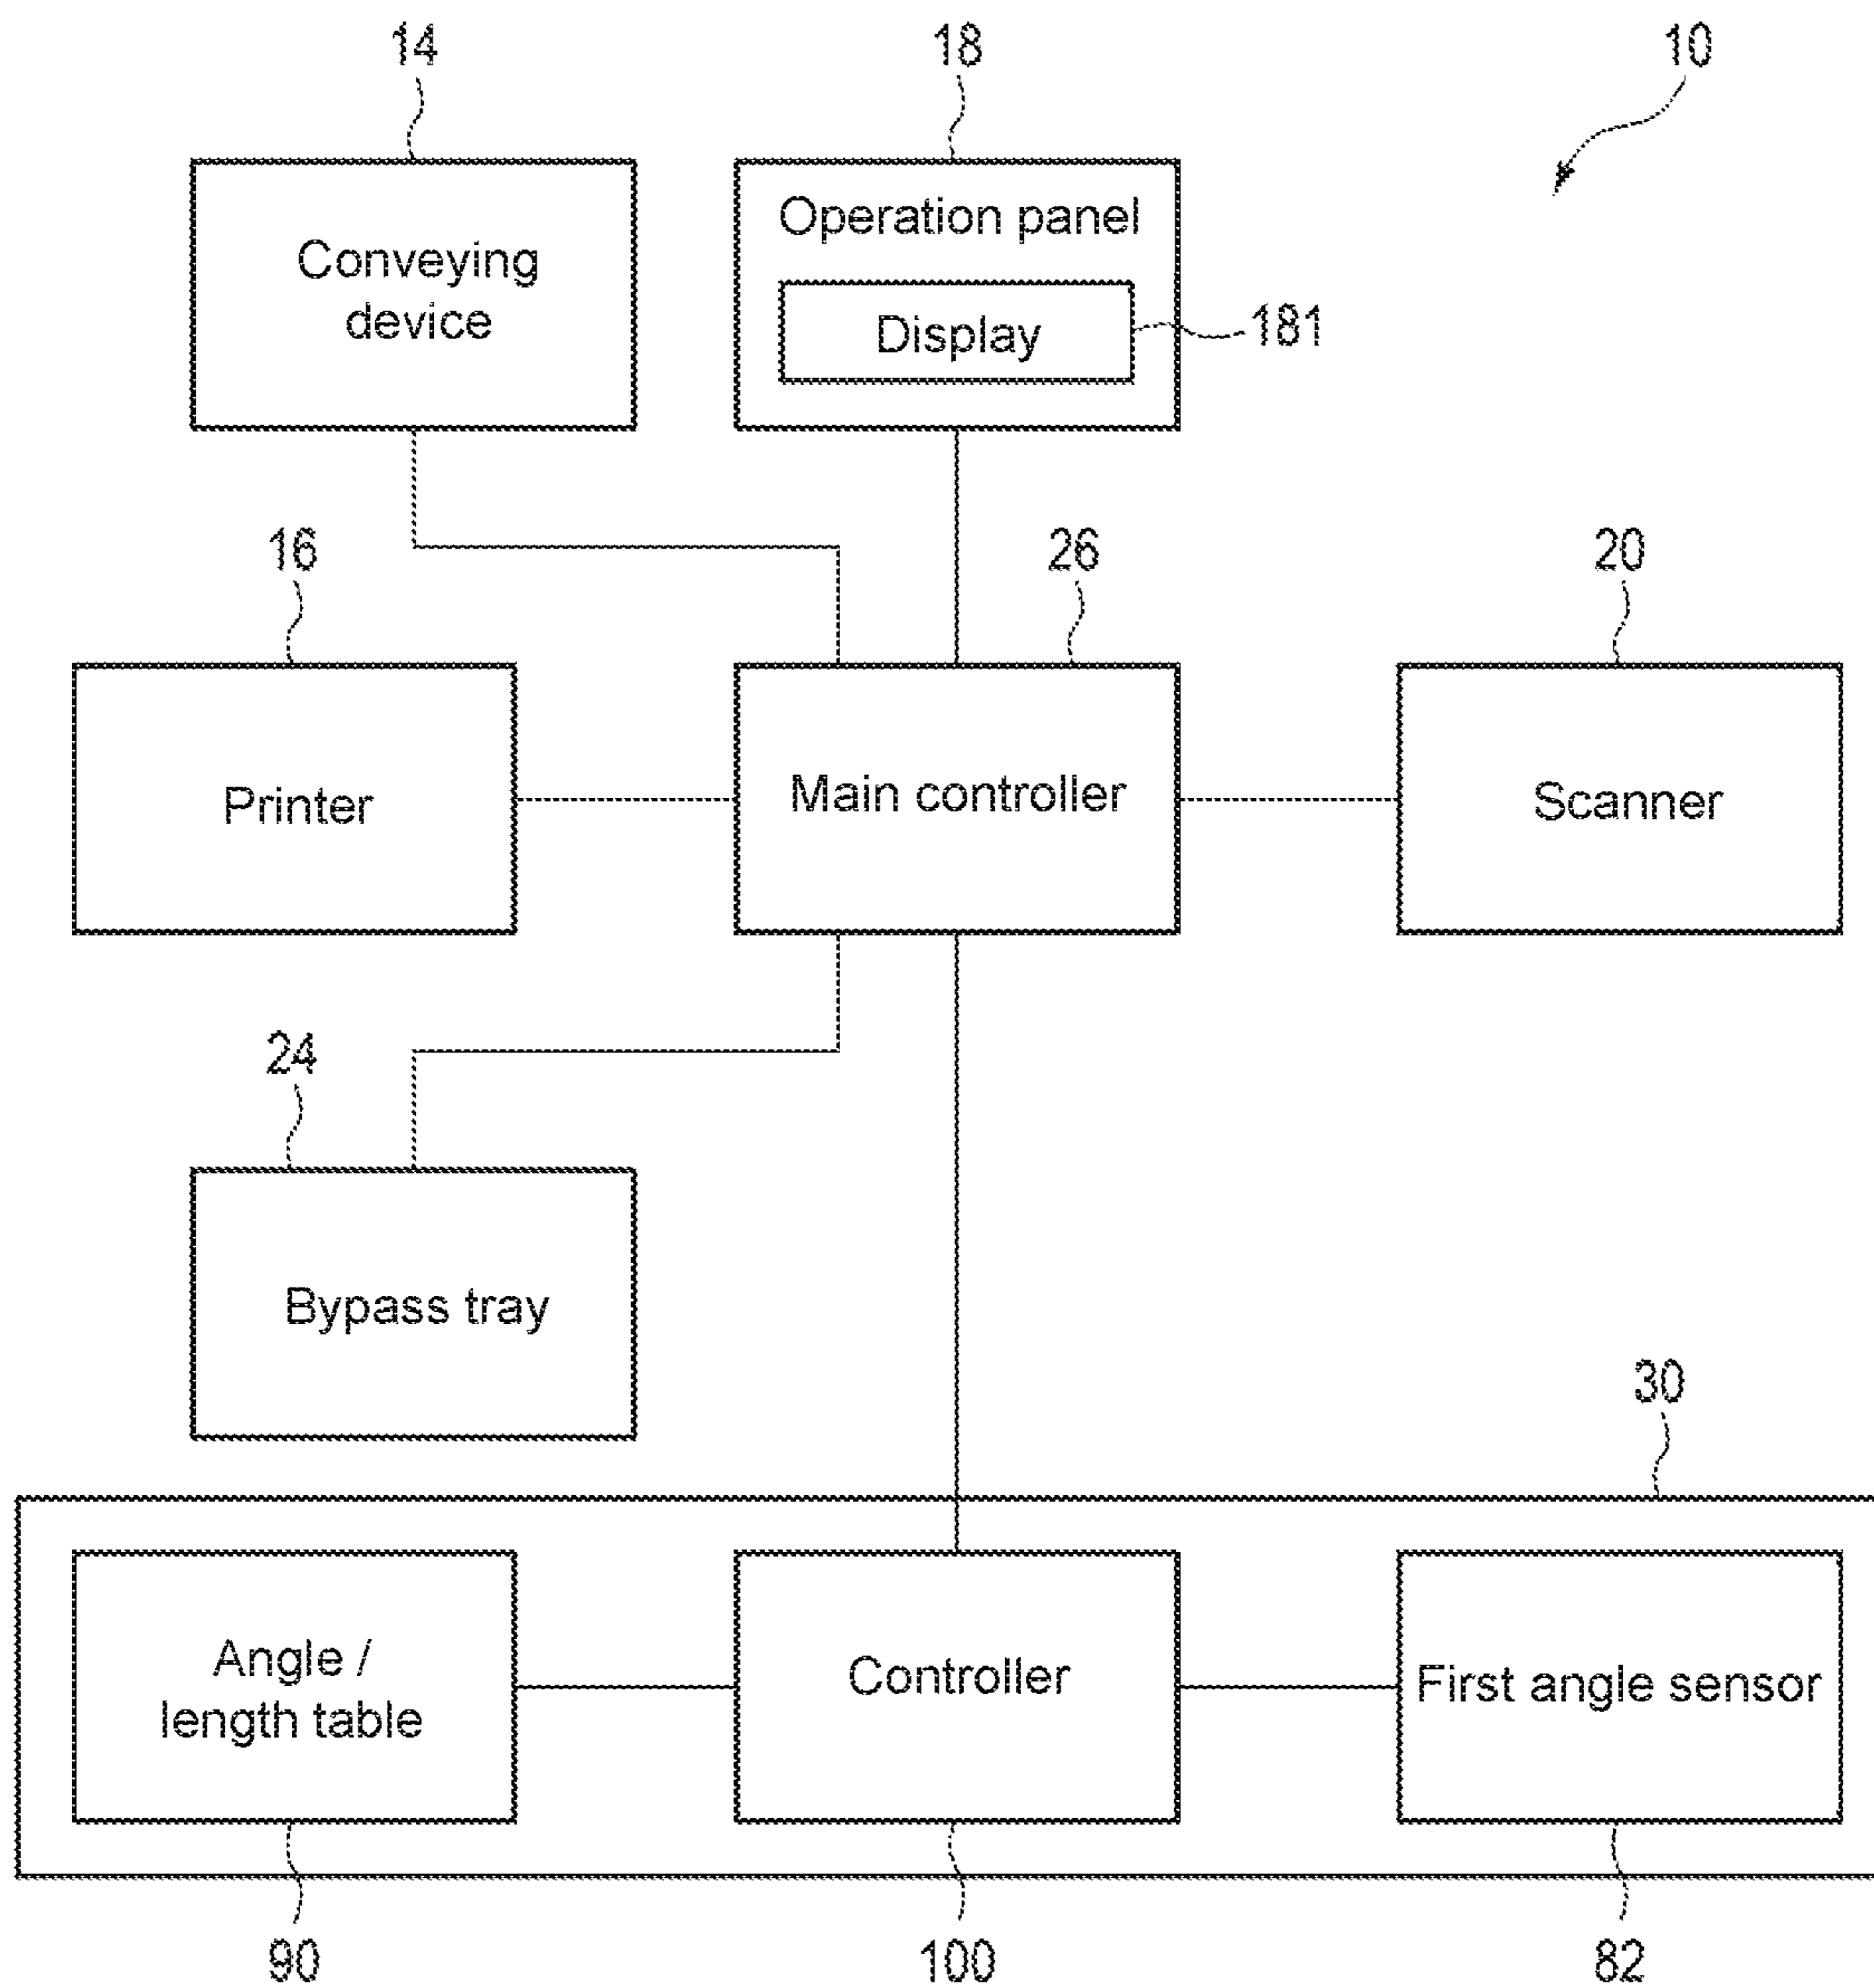 14
18
10
Conveying
device
Operation panel
Display
181
16
26
20
Printer
Main controller
Scanner
24
Bypass tray
30
Angle /
length table
Controller
First angle sensor
90
100
82